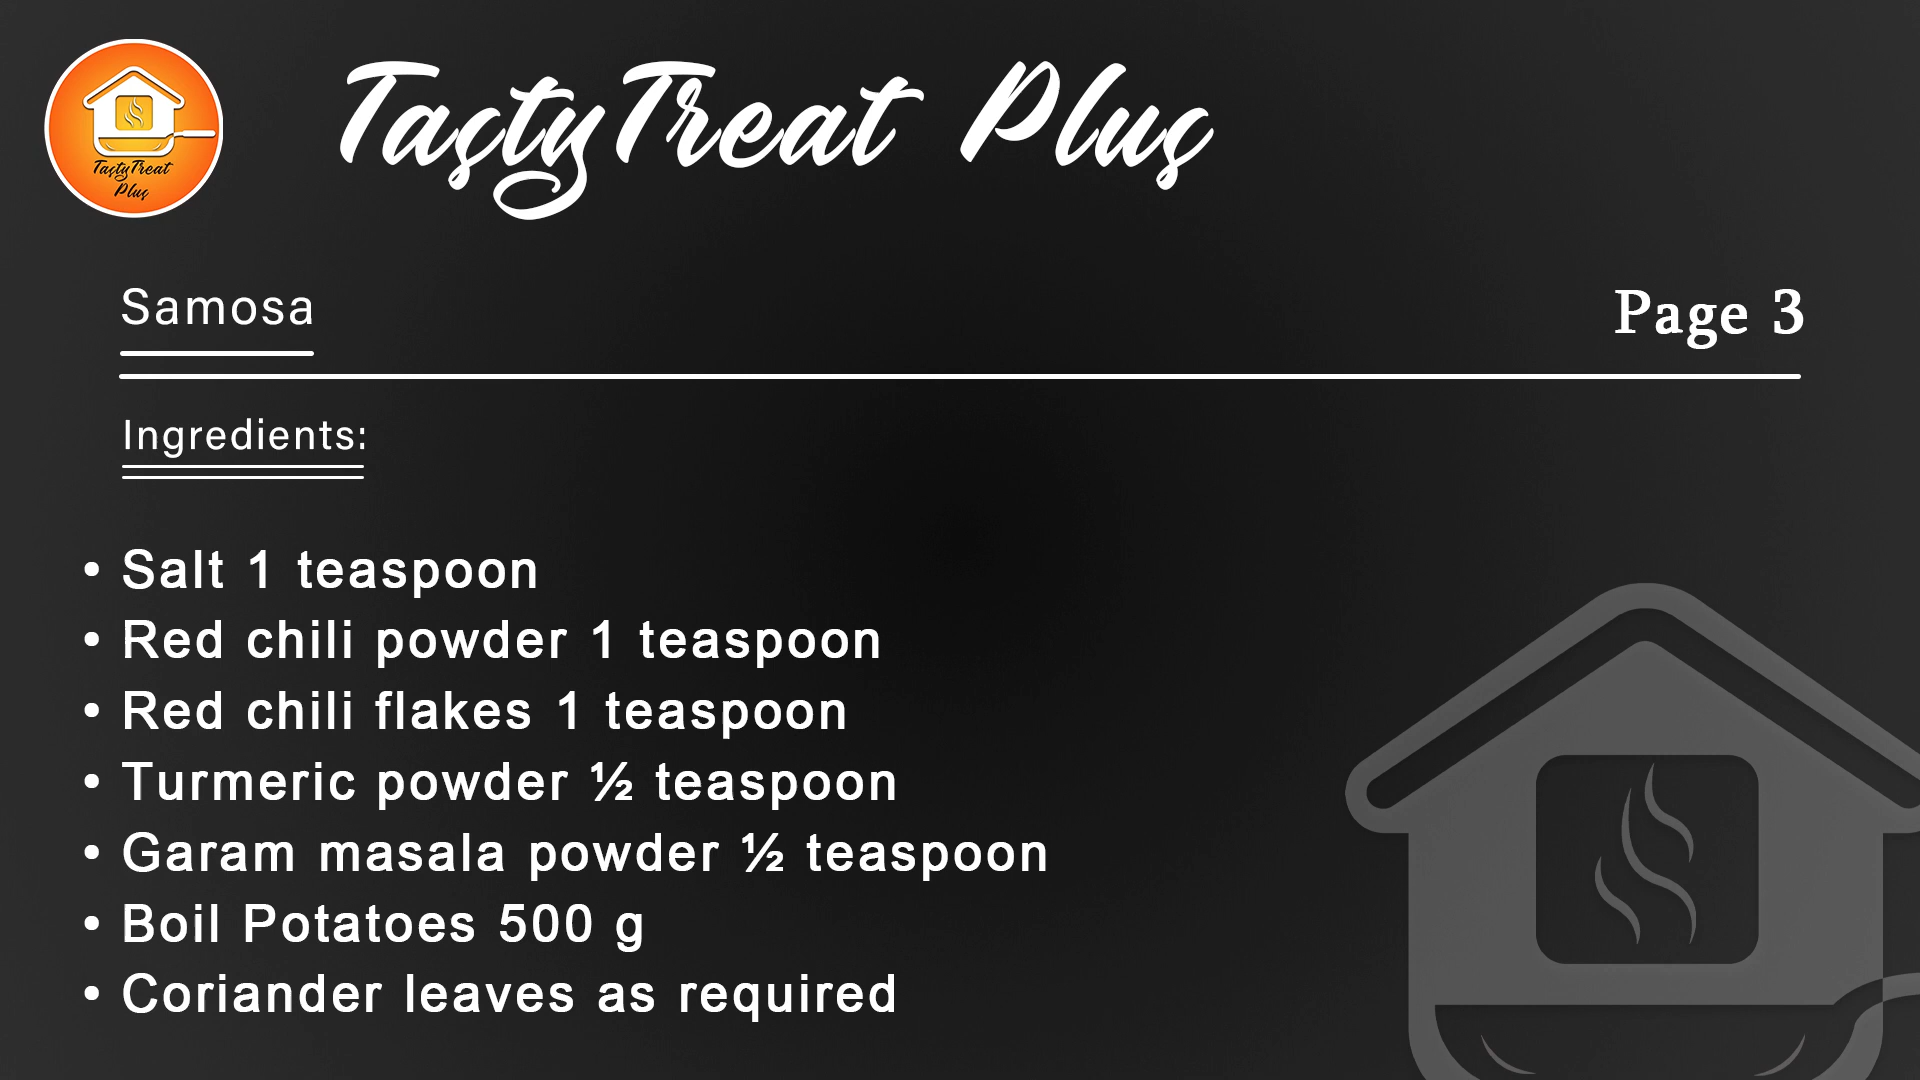 TastyTreat
Plus
TastyTreat Plus
Samosa
Page 3
Ingredients:
• Salt 1 teaspoon
• Red chili powder 1 teaspoon
• Red chili flakes 1 teaspoon
• Turmeric powder ½ teaspoon
• Garam masala powder ½ teaspoon
• Boil Potatoes 500 g
• Coriander leaves as required